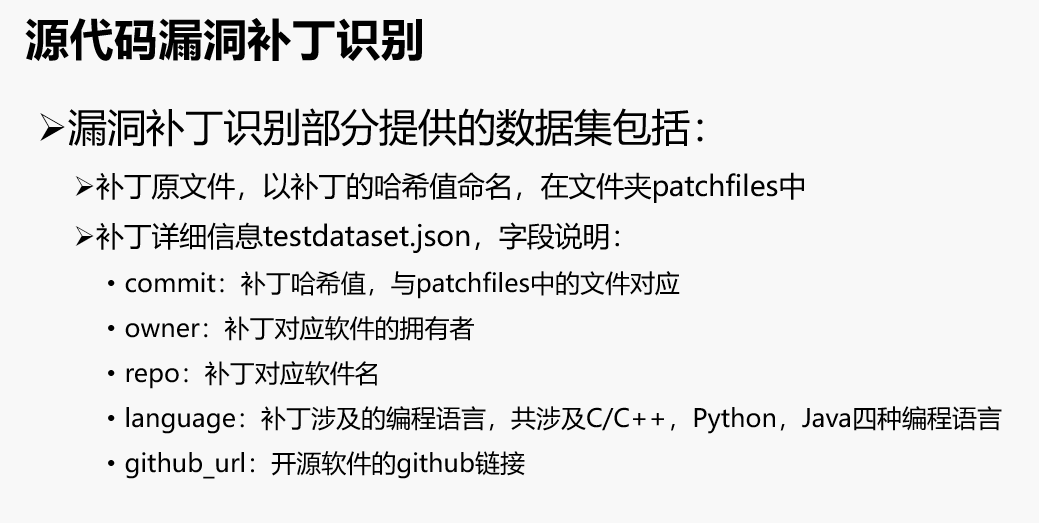 源代码漏洞补丁识别
➢漏洞补丁识别部分提供的数据集包括：
➢补丁原文件，以补丁的哈希值命名，在文件夹patchfiles中
➢补丁详细信息testdataset.json，字段说明：
• commit：补丁哈希值，与patchfiles中的文件对应
• owner：补丁对应软件的拥有者
• repo：补丁对应软件名
• language：补丁涉及的编程语言，共涉及C/C++，Python，Java四种编程语言
• github_url：开源软件的github链接